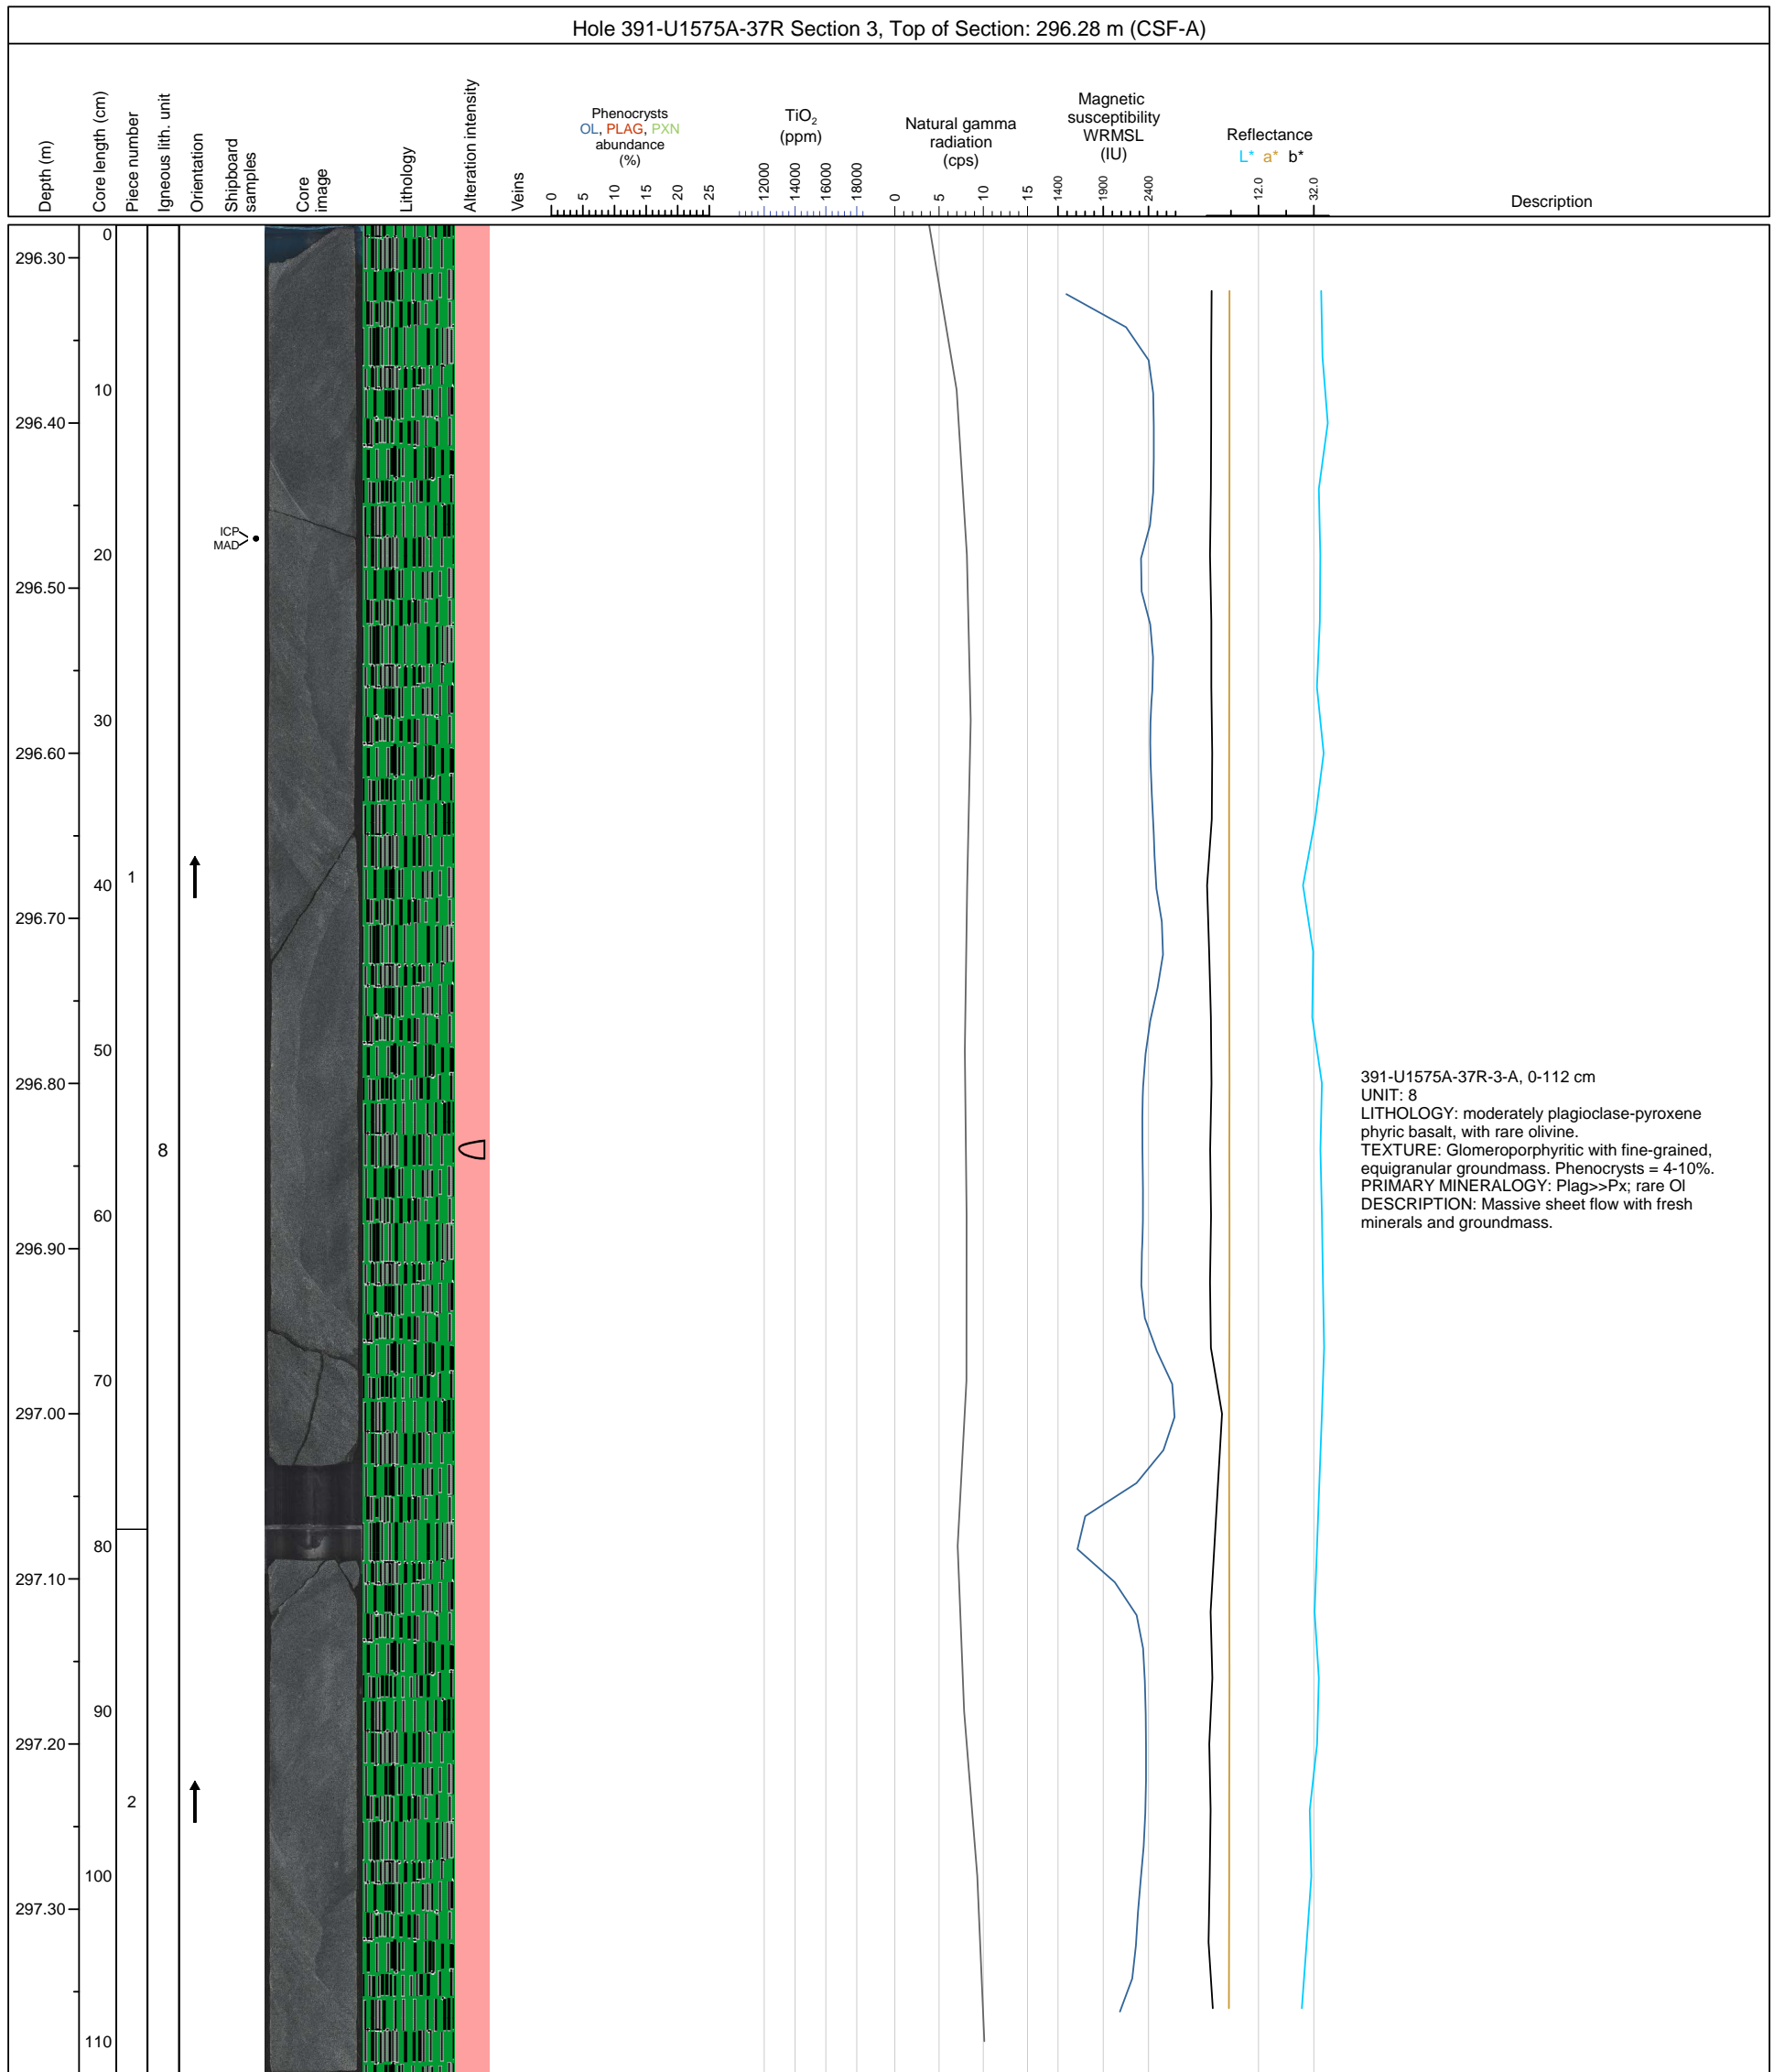 Hole 391-U1575A-37R Section 3, Top of Section: 296.28 m (CSF-A)
Depth (m)
Core length (cm)
Piece number
Igneous lith. unit
Orientation
Shipboard
samples
Core
image
Lithology
Alteration intensity
Veins
Phenocrysts
OL, PLAG, PXN
abundance
(%)
0 5 10 15 20 25
TiO2
(ppm)
12000 14000 16000 18000
Natural gamma
radiation
(cps)
0 5 10 15
Magnetic
susceptibility
WRMSL
(IU)
1400 1900 2400
Reflectance
L* a* b*
12.0 32.0
Description
0
296.30
10
296.40
ICP
MAD
20
296.50
30
296.60
1
40
296.70
50
296.80
8
60
296.90
70
297.00
80
297.10
90
297.20
2
100
297.30
110
391-U1575A-37R-3-A, 0-112 cm
UNIT: 8
LITHOLOGY: moderately plagioclase-pyroxene
phyric basalt, with rare olivine.
TEXTURE: Glomeroporphyritic with fine-grained,
equigranular groundmass. Phenocrysts = 4-10%.
PRIMARY MINERALOGY: Plag>>Px; rare Ol
DESCRIPTION: Massive sheet flow with fresh
minerals and groundmass.